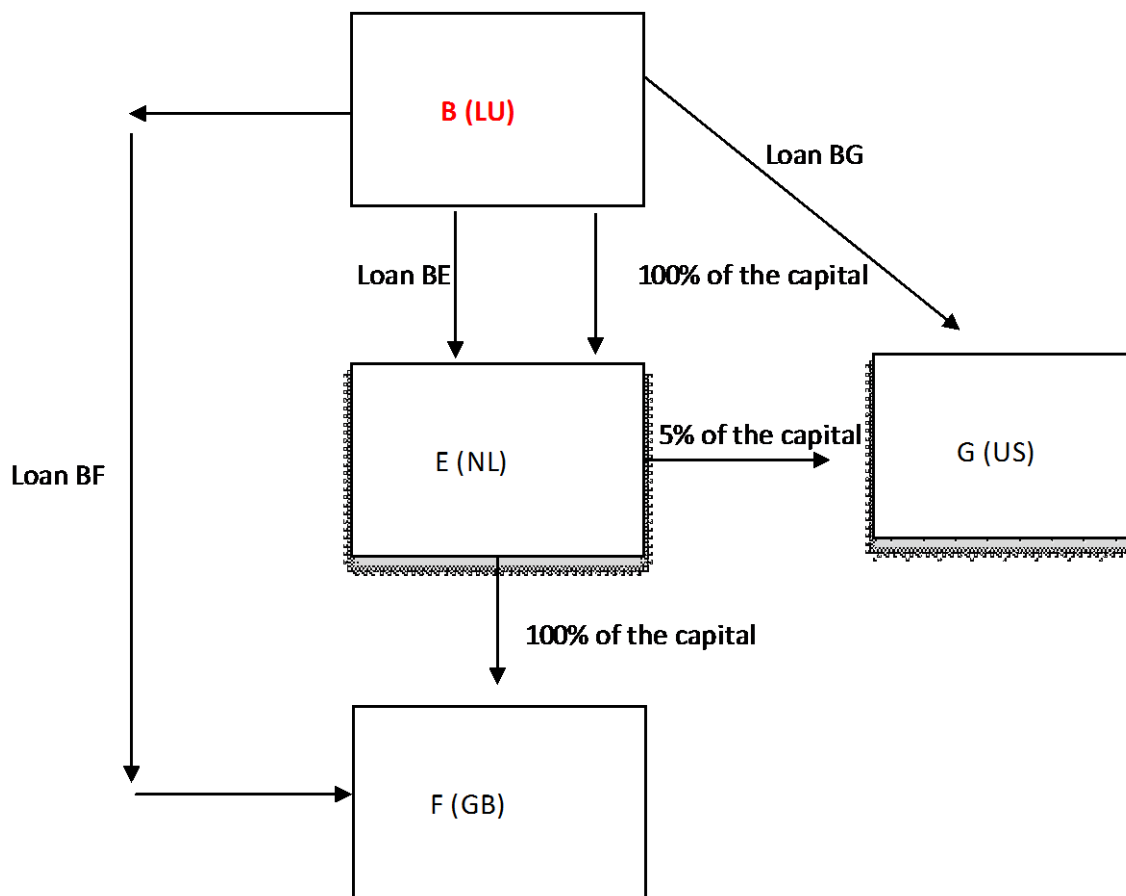 B (LU)
Loan BG
Loan BE
100% of the capital
5% of the capital
E (NL)
G (US)
Loan BF
100% of the capital
F (GB)